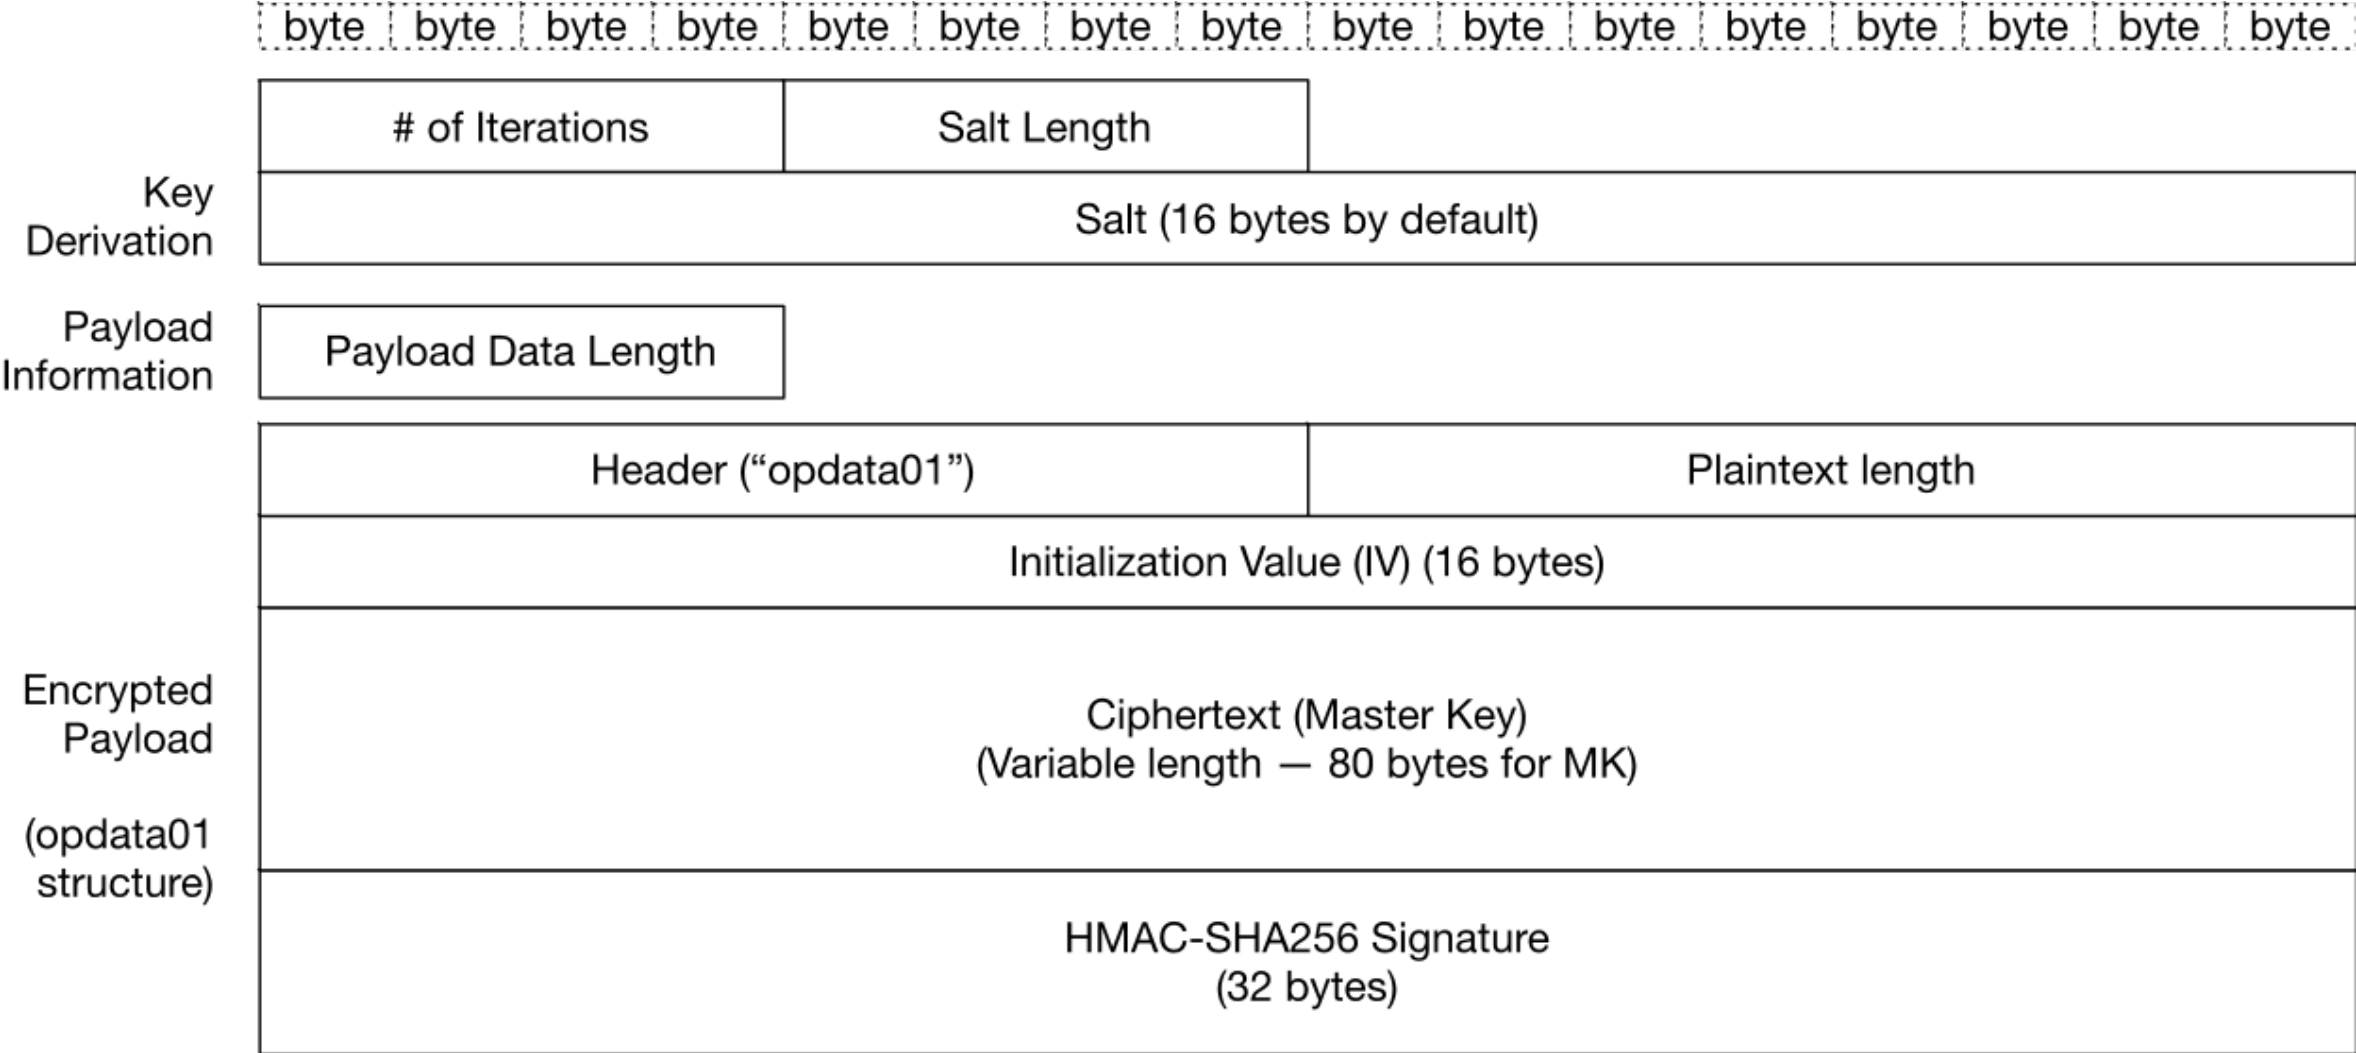 byte byte byte byte byte byte byte byte byte byte byte byte byte byte byte byte
# of Iterations Salt Length
Key
Derivation
Salt (16 bytes by default)
Payload
Information
Payload Data Length
Header (“opdata01”) Plaintext length
Initialization Value (IV) (16 bytes)
Encrypted
Payload
(opdata01
structure)
Ciphertext (Master Key)
(Variable length — 80 bytes for MK)
HMAC-SHA256 Signature
(32 bytes)